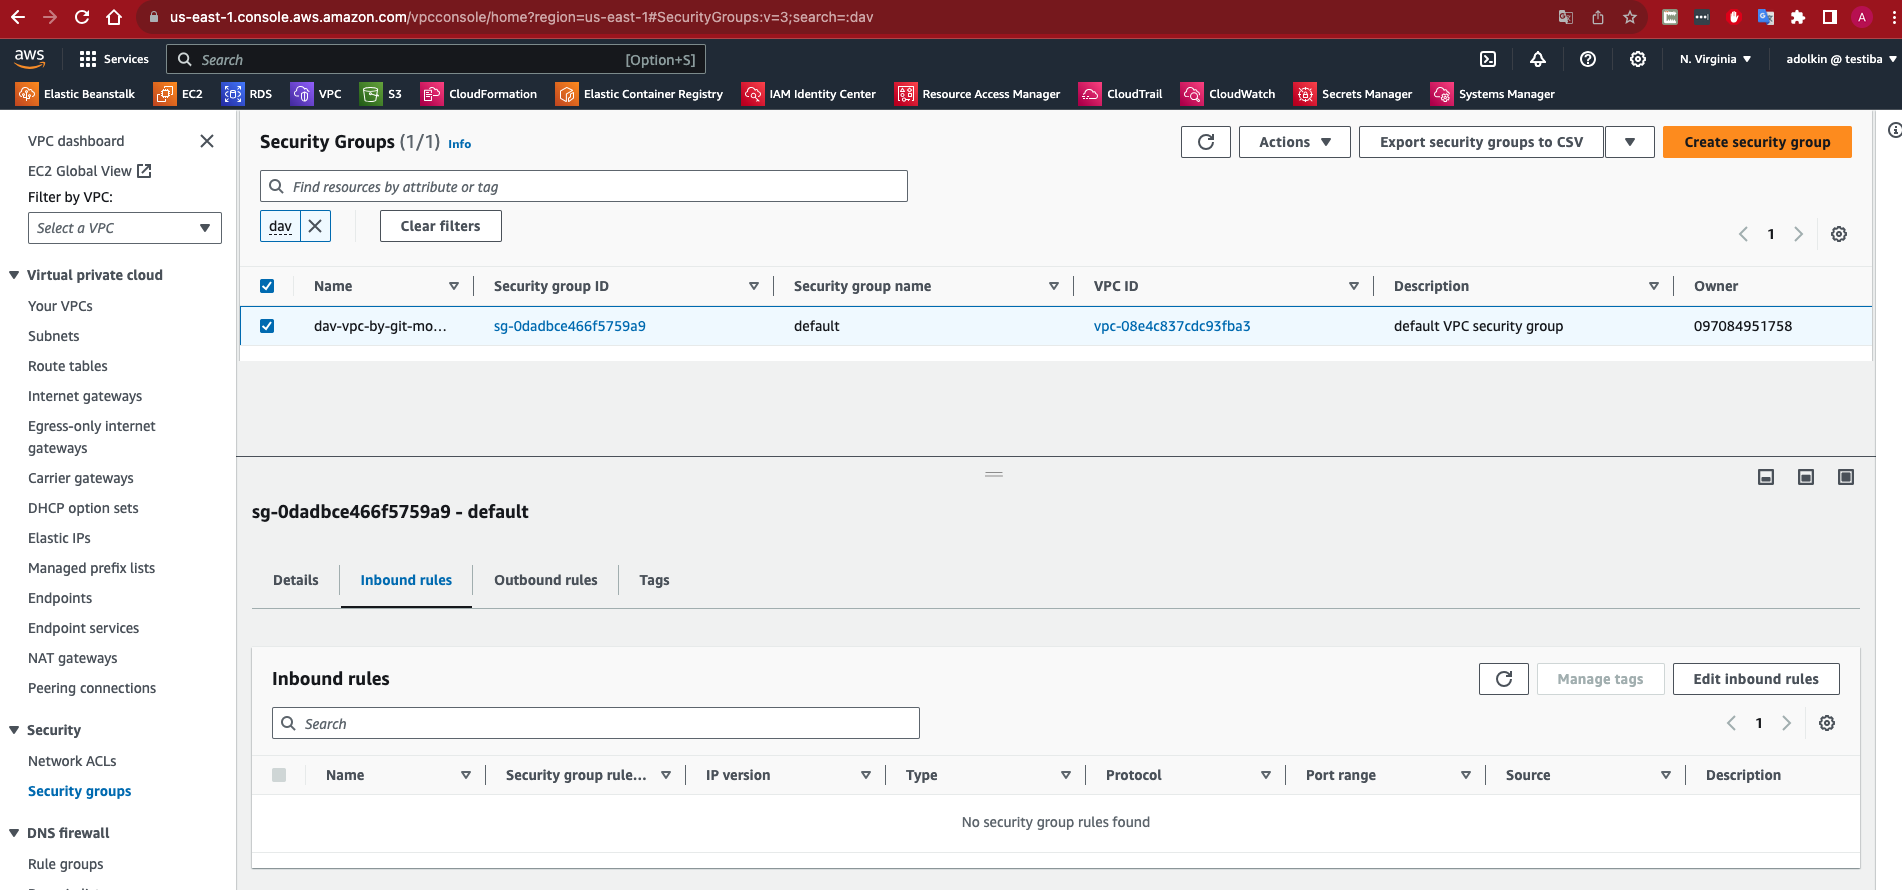 us-east-1.console.aws.amazon.com/vpcconsole/home?region=us-east-1#SecurityGroups:v=3;search=:dav
A
aws Services Search [Option+S] N. Virginia adolkin @ testiba
Elastic Beanstalk EC2 RDS VPC S3 CloudFormation Elastic Container Registry IAM Identity Center Resource Access Manager CloudTrail CloudWatch Secrets Manager Systems Manager
VPC dashboard
EC2 Global View
Filter by VPC:
Select a VPC
Virtual private cloud
Your VPCs
Subnets
Route tables
Internet gateways
Egress-only internet
gateways
Carrier gateways
DHCP option sets
Elastic IPs
Managed prefix lists
Endpoints
Endpoint services
NAT gateways
Peering connections
Security
Network ACLs
Security groups
DNS firewall
Rule groups
Security Groups (1/1) Info
Actions Export security groups to CSV Create security group
Find resources by attribute or tag
dav Clear filters
1
Name Security group ID Security group name VPC ID Description Owner
dav-vpc-by-git-mo... sg-0dadbce466f5759a9 default vpc-08e4c837cdc93fba3 default VPC security group 097084951758
sg-0dadbce466f5759a9 - default
Details Inbound rules Outbound rules Tags
Inbound rules
Manage tags Edit inbound rules
Search
1
Name Security group rule... IP version Type Protocol Port range Source Description
No security group rules found